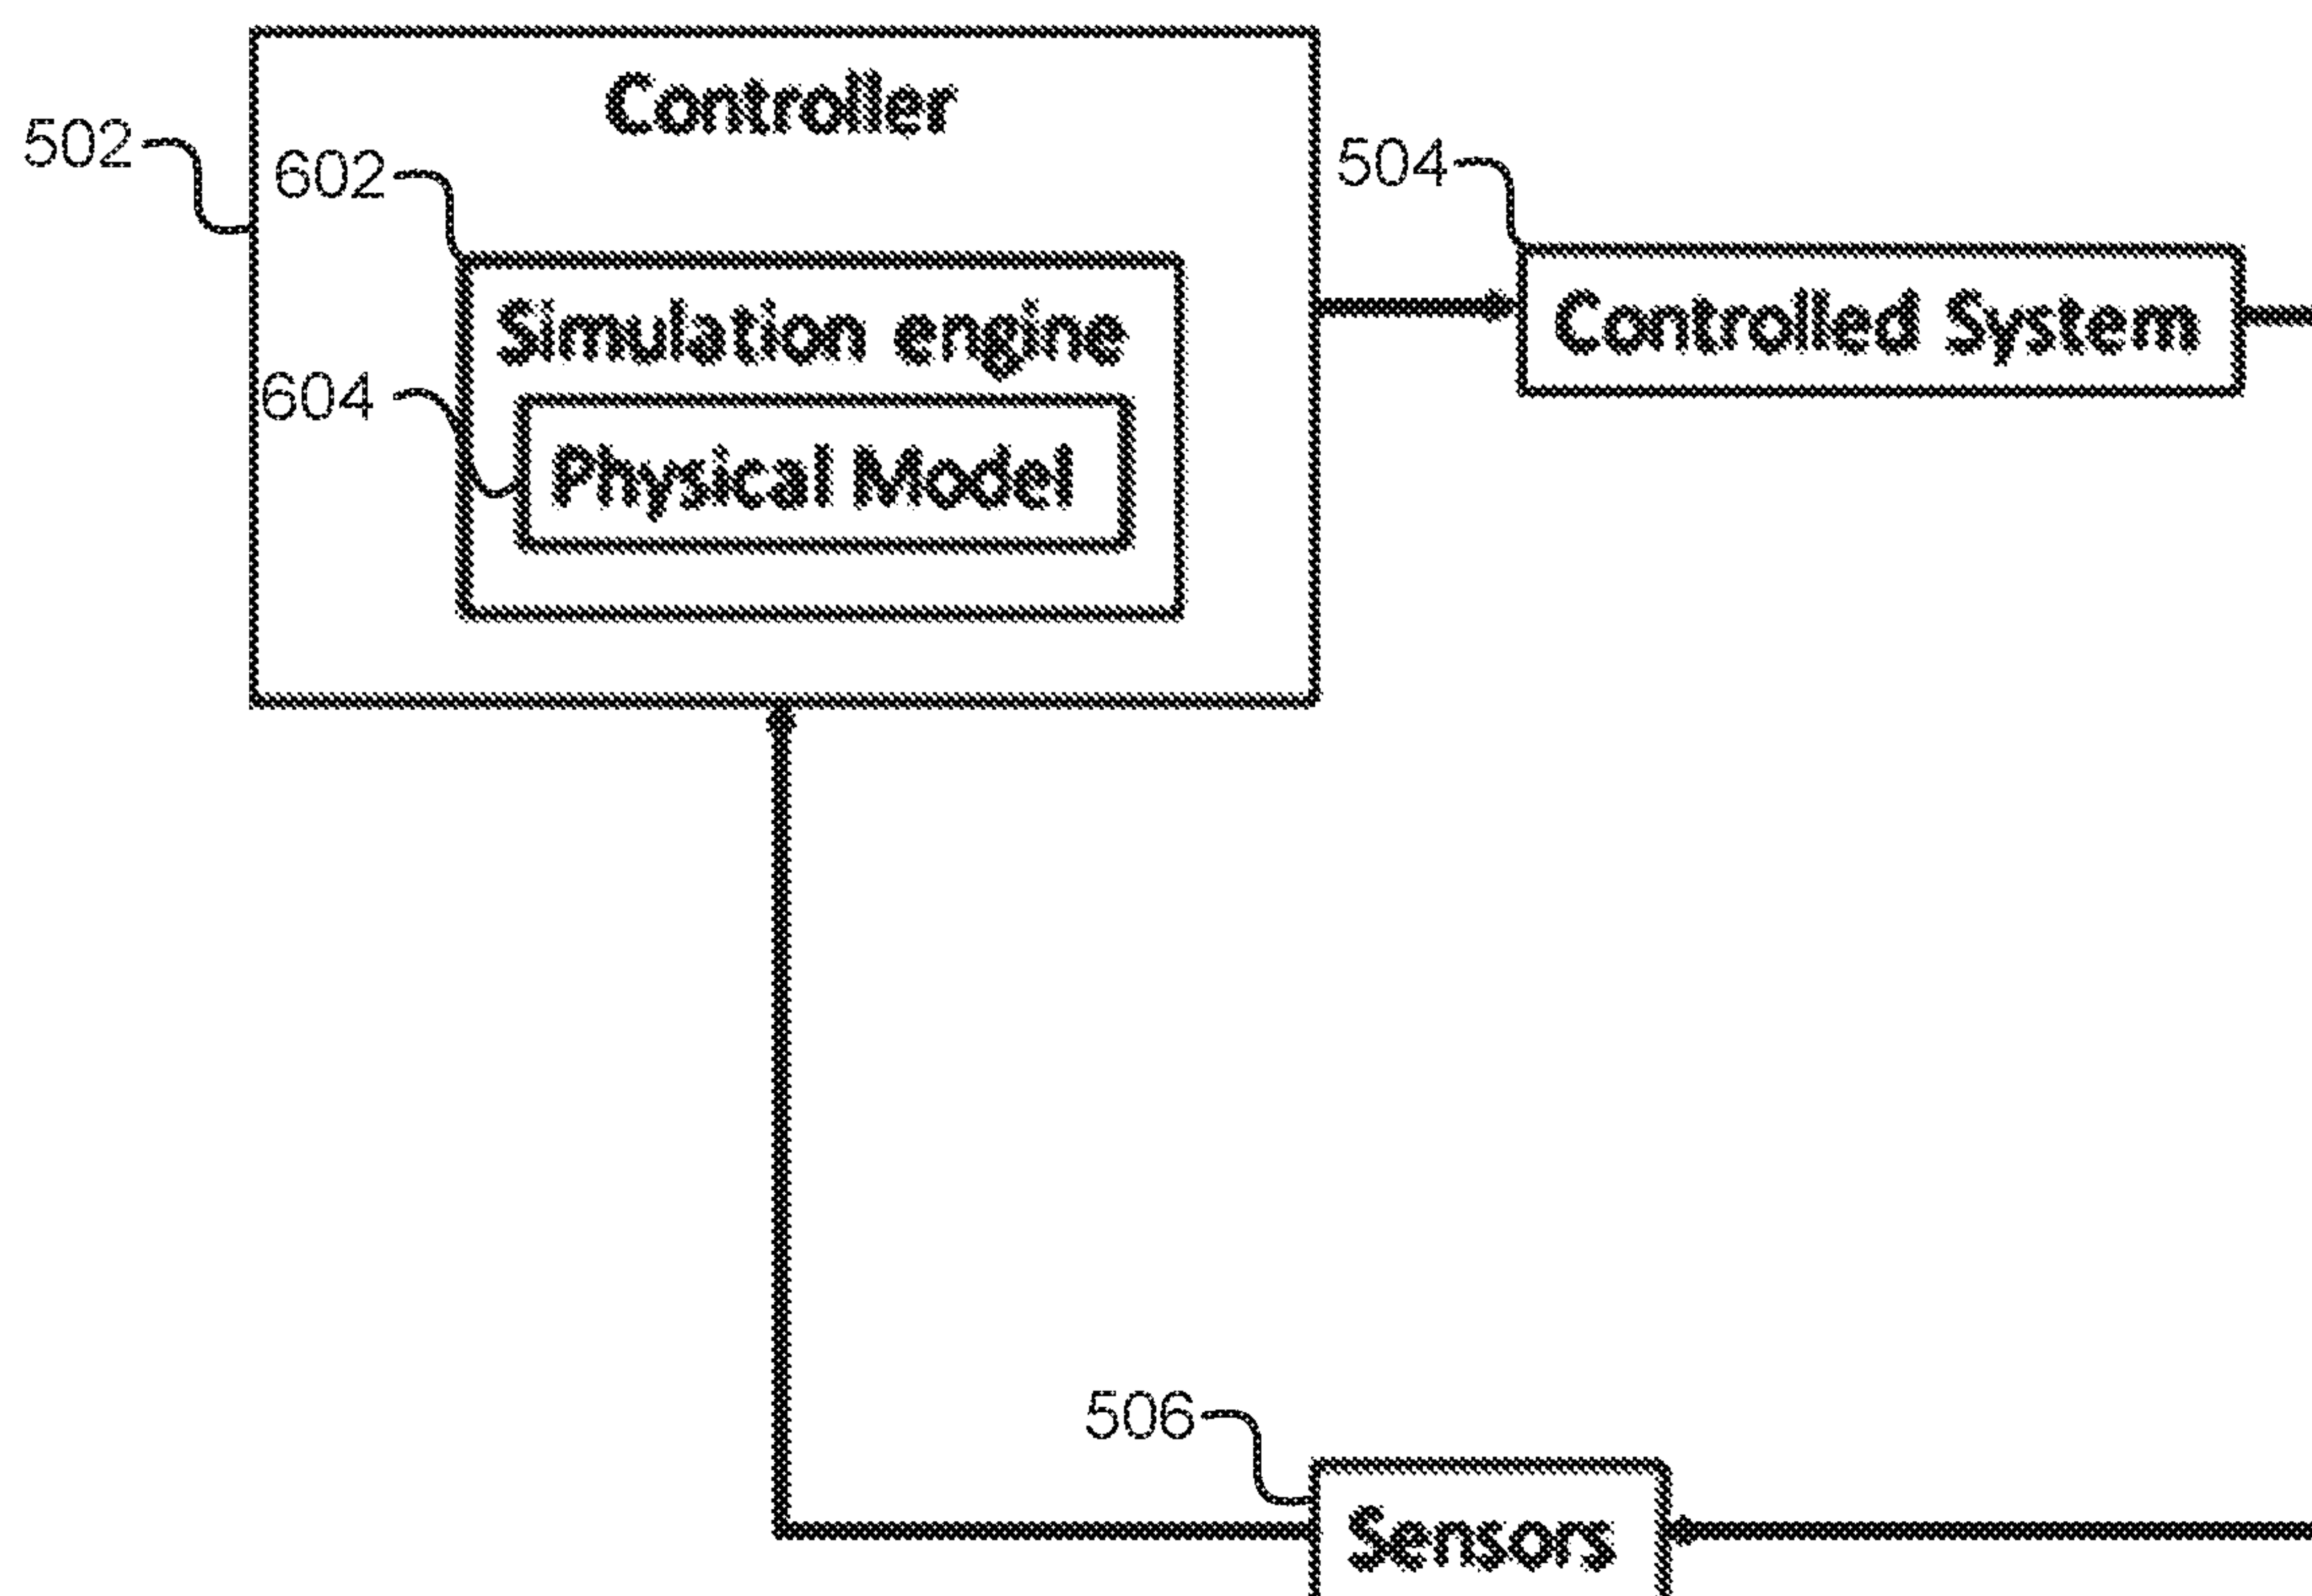 Controller
502
602
504
Simulation engine
Controlled System
604
Physical Model
506
Sensors